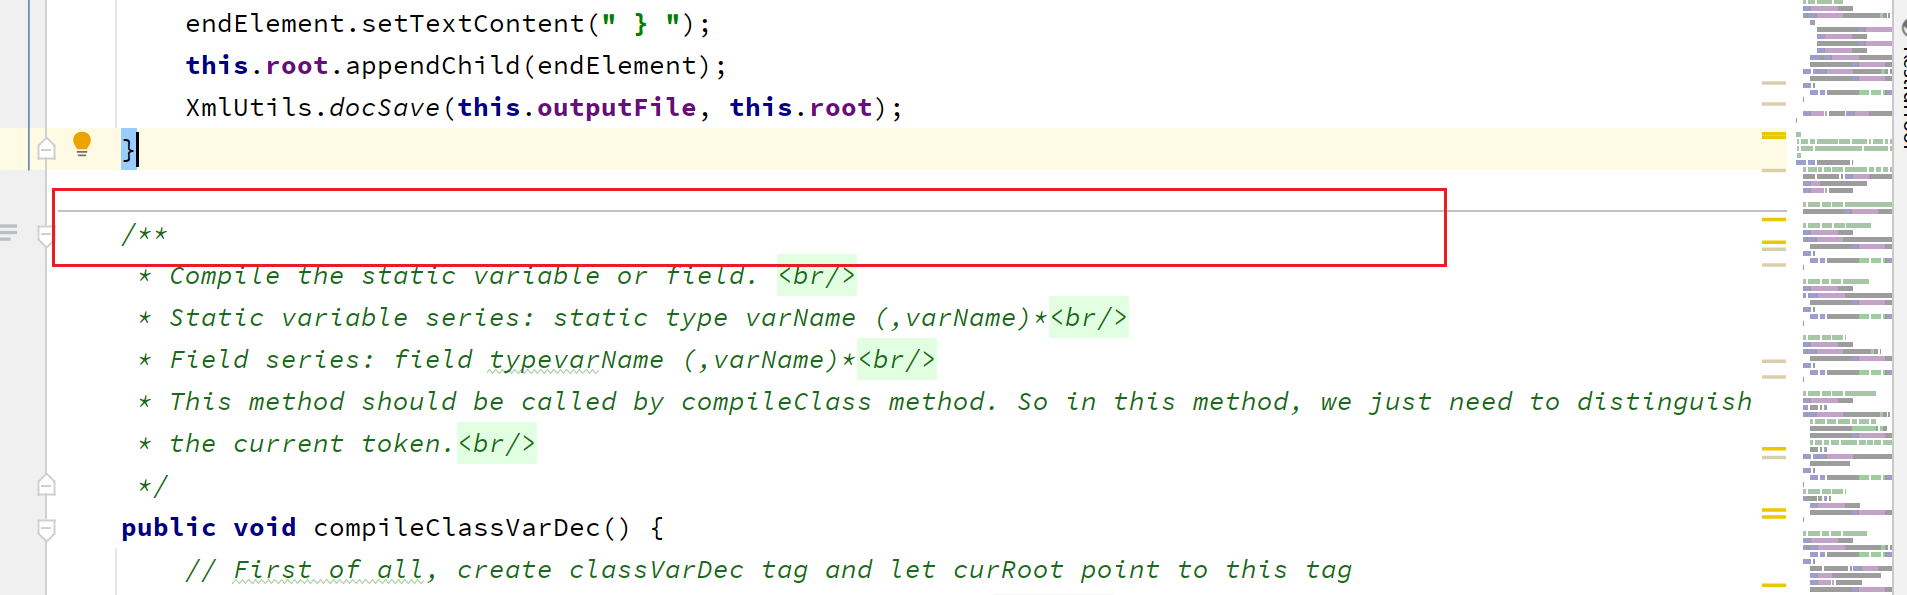 endElement.setTextContent(" } ");
this.root.appendChild(endElement);
XmlUtils.docSave(this.outputFile, this.root);
}
/**
* Compile the static variable or field. <br/>
* Static variable series: static type varName (,varName)*<br/>
* Field series: field typevarName (,varName)*<br/>
* This method should be called by compileClass method. So in this method, we just need to distinguish
* the current token.<br/>
*/
public void compileClassVarDec() {
// First of all, create classVarDec tag and let curRoot point to this tag